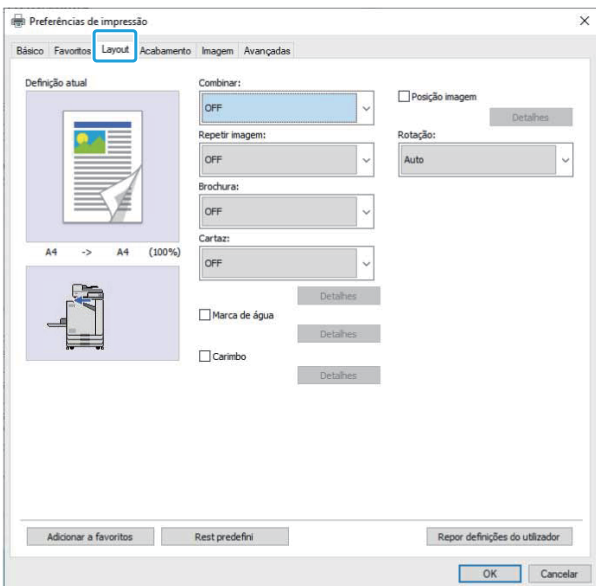 Preferências de impressão
Básico Favoritos Layout Acabamento Imagem Avançadas
Definição atual
A4 -> A4 (100%)
Combinar:
OFF
Repetir imagem:
OFF
Brochura:
OFF
Cartaz:
OFF
Detalhes
Marca de água
Detalhes
Carimbo
Detalhes
Posição imagem
Detalhes
Rotação:
Auto
Adicionar a favoritos Rest predefini Repor definições do utilizador
OK Cancelar